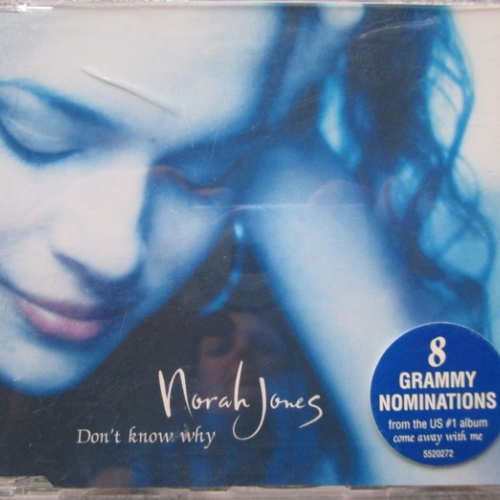 Norah Jones
Don't know why
8
GRAMMY
NOMINATIONS
from the US #1 album
come away with me
5520272